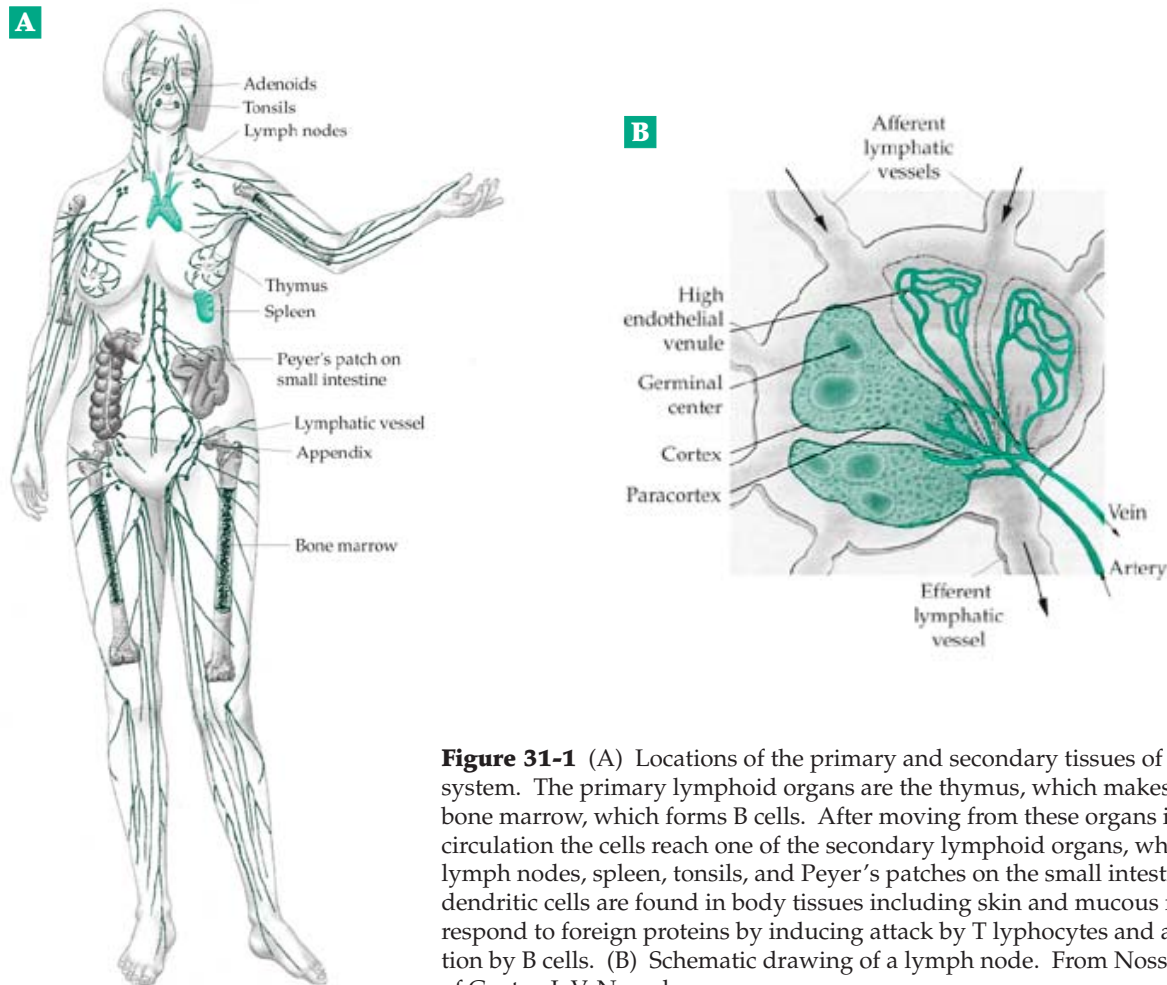 A
Adenoids
Tonsils
Lymph nodes
Thymus
Spleen
Peyer's patch on
small intestine
Lymphatic vessel
Appendix
Bone marrow
B
Afferent
lymphatic
vessels
High
endothelial
venule
Germinal
center
Cortex
Paracortex
Vein
Artery
Efferent
lymphatic
vessel
Figure 31-1 (A) Locations of the primary and secondary tissues of
system. The primary lymphoid organs are the thymus, which makes
bone marrow, which forms B cells. After moving from these organs i
circulation the cells reach one of the secondary lymphoid organs, wh
lymph nodes, spleen, tonsils, and Peyer's patches on the small intest
dendritic cells are found in body tissues including skin and mucous
respond to foreign proteins by inducing attack by T lyphocytes and a
tion by B cells. (B) Schematic drawing of a lymph node. From Noss